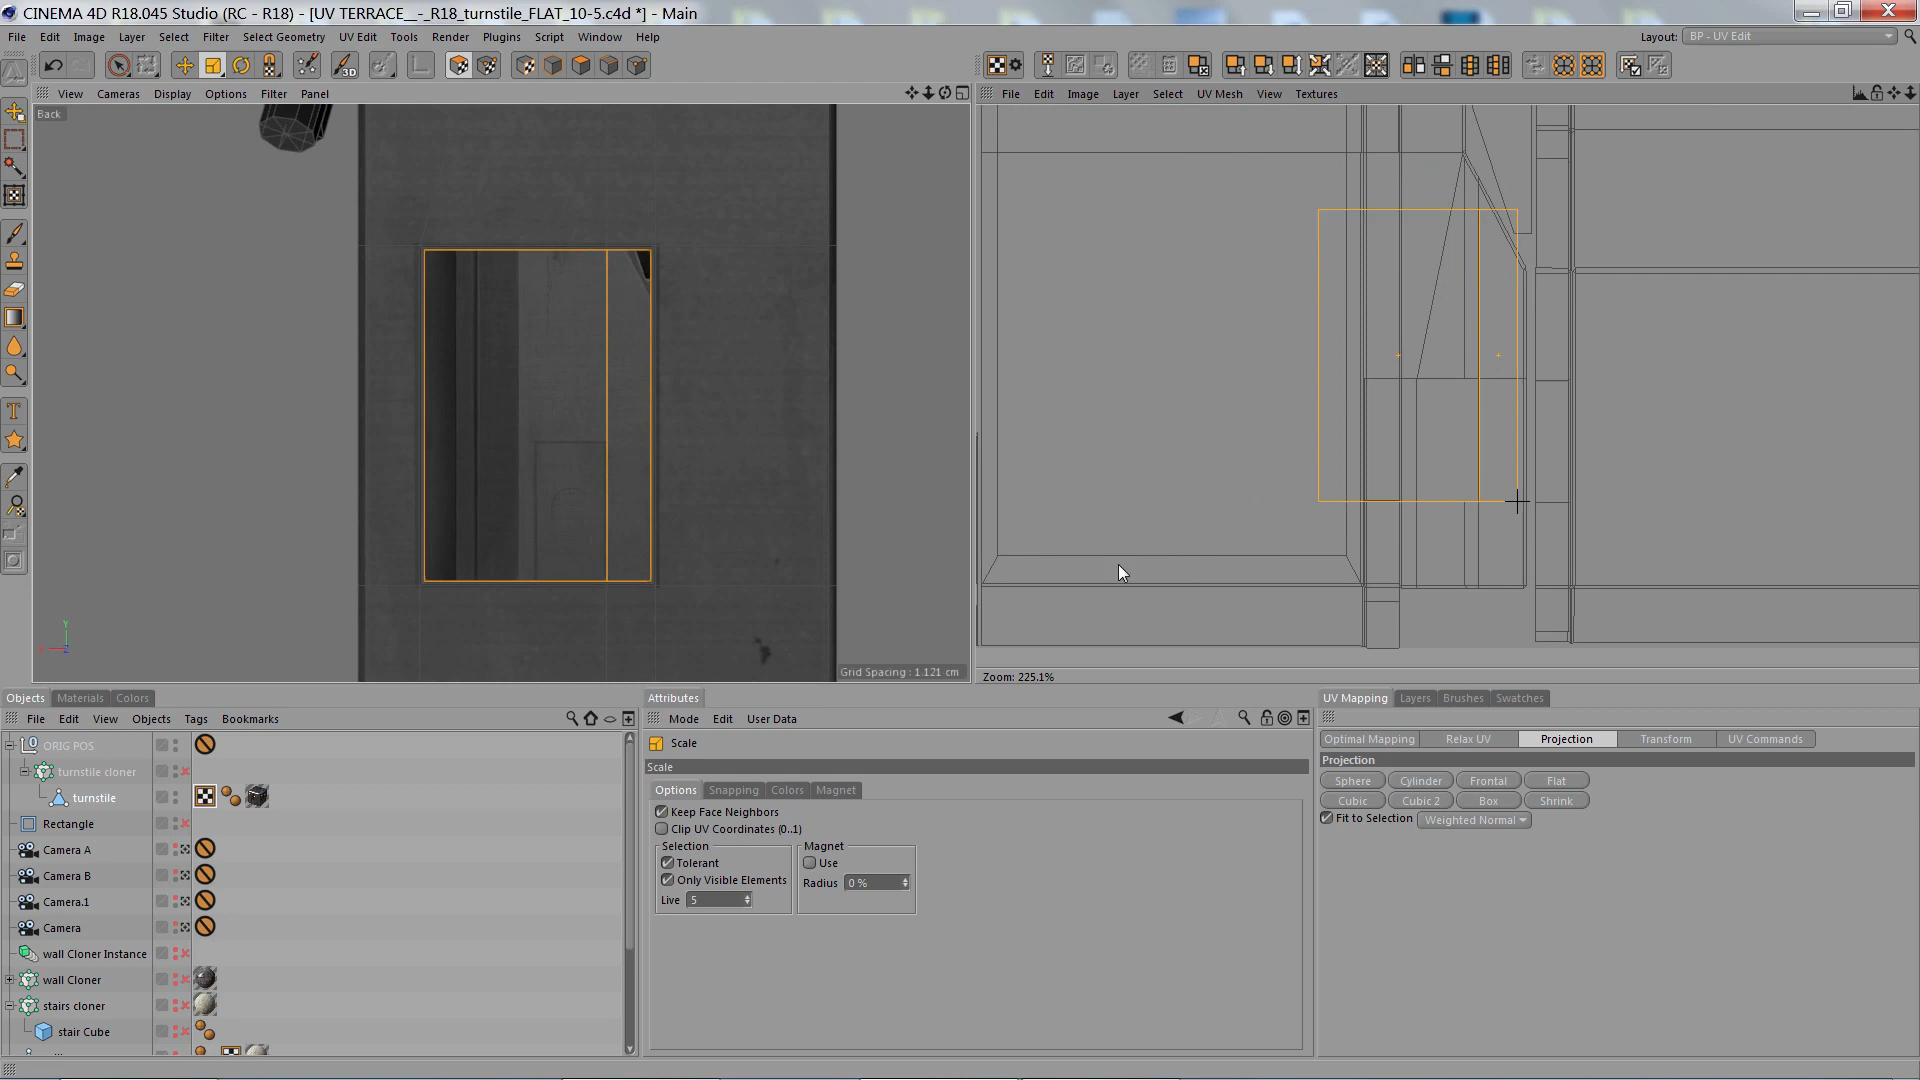 CINEMA 4D R18.045 Studio (RC - R18) - [UV TERRACE__-_R18_turnstile_FLAT_10-5.c4d *] - Main
File Edit Image Layer Select Filter Select Geometry UV Edit Tools Render Plugins Script Window Help Layout: BP - UV Edit
View Cameras Display Options Filter Panel
File Edit Image Layer Select UV Mesh View Textures
Back
3D
Y
Grid Spacing : 1.121 cm
Zoom: 225.1%
Objects Materials Colors
File Edit View Objects Tags Bookmarks
ORIG POS
turnstile cloner
turnstile
Rectangle
Camera A
Camera B
Camera.1
Camera
wall Cloner Instance
wall Cloner
stairs cloner
stair Cube
Attributes
Mode Edit User Data
Scale
Scale
Options Snapping Colors Magnet
Keep Face Neighbors
Clip UV Coordinates (0..1)
Selection Magnet
Tolerant Use
Only Visible Elements Radius 0 %
Live 5
UV Mapping Layers Brushes Swatches
Optimal Mapping Relax UV Projection Transform UV Commands
Projection
Sphere Cylinder Frontal Flat
Cubic Cubic 2 Box Shrink
Fit to Selection Weighted Normal